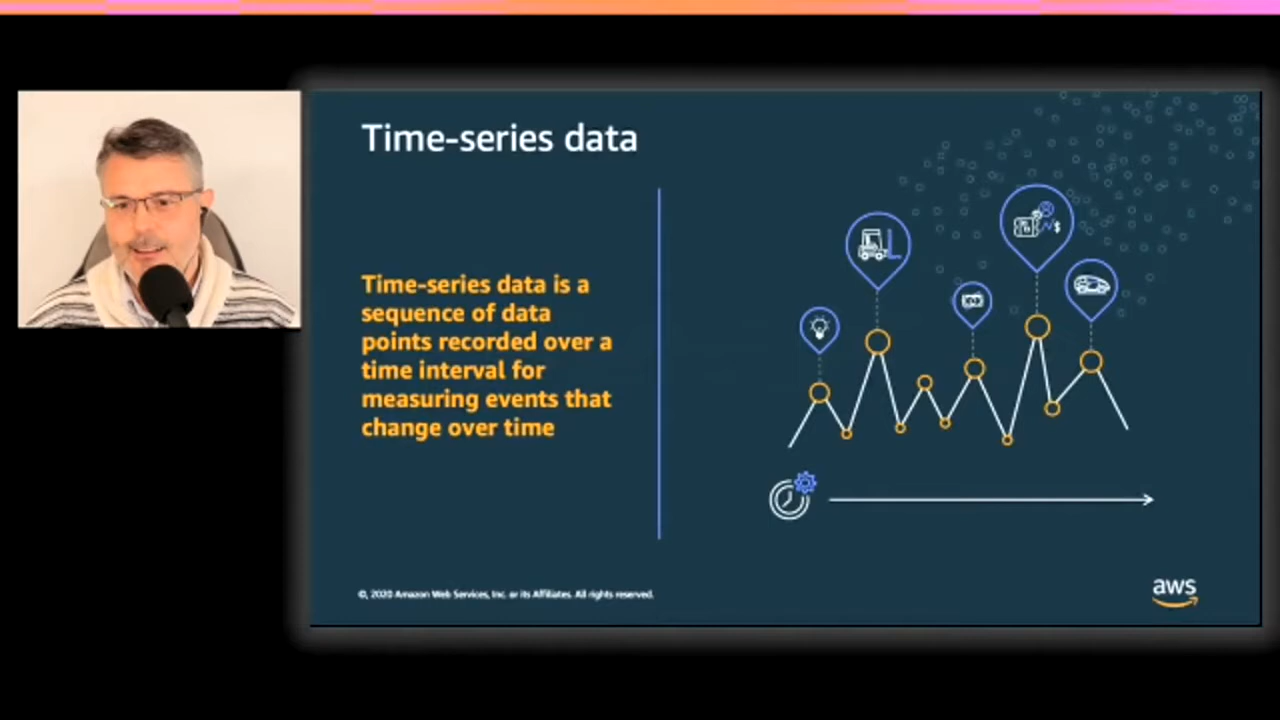 Time-series data
Time-series data is a
sequence of data
points recorded over a
time interval for
measuring events that
change over time
$
©, 2020 Amazon Web Services, Inc. or its Affiliates. All rights reserved.
aws